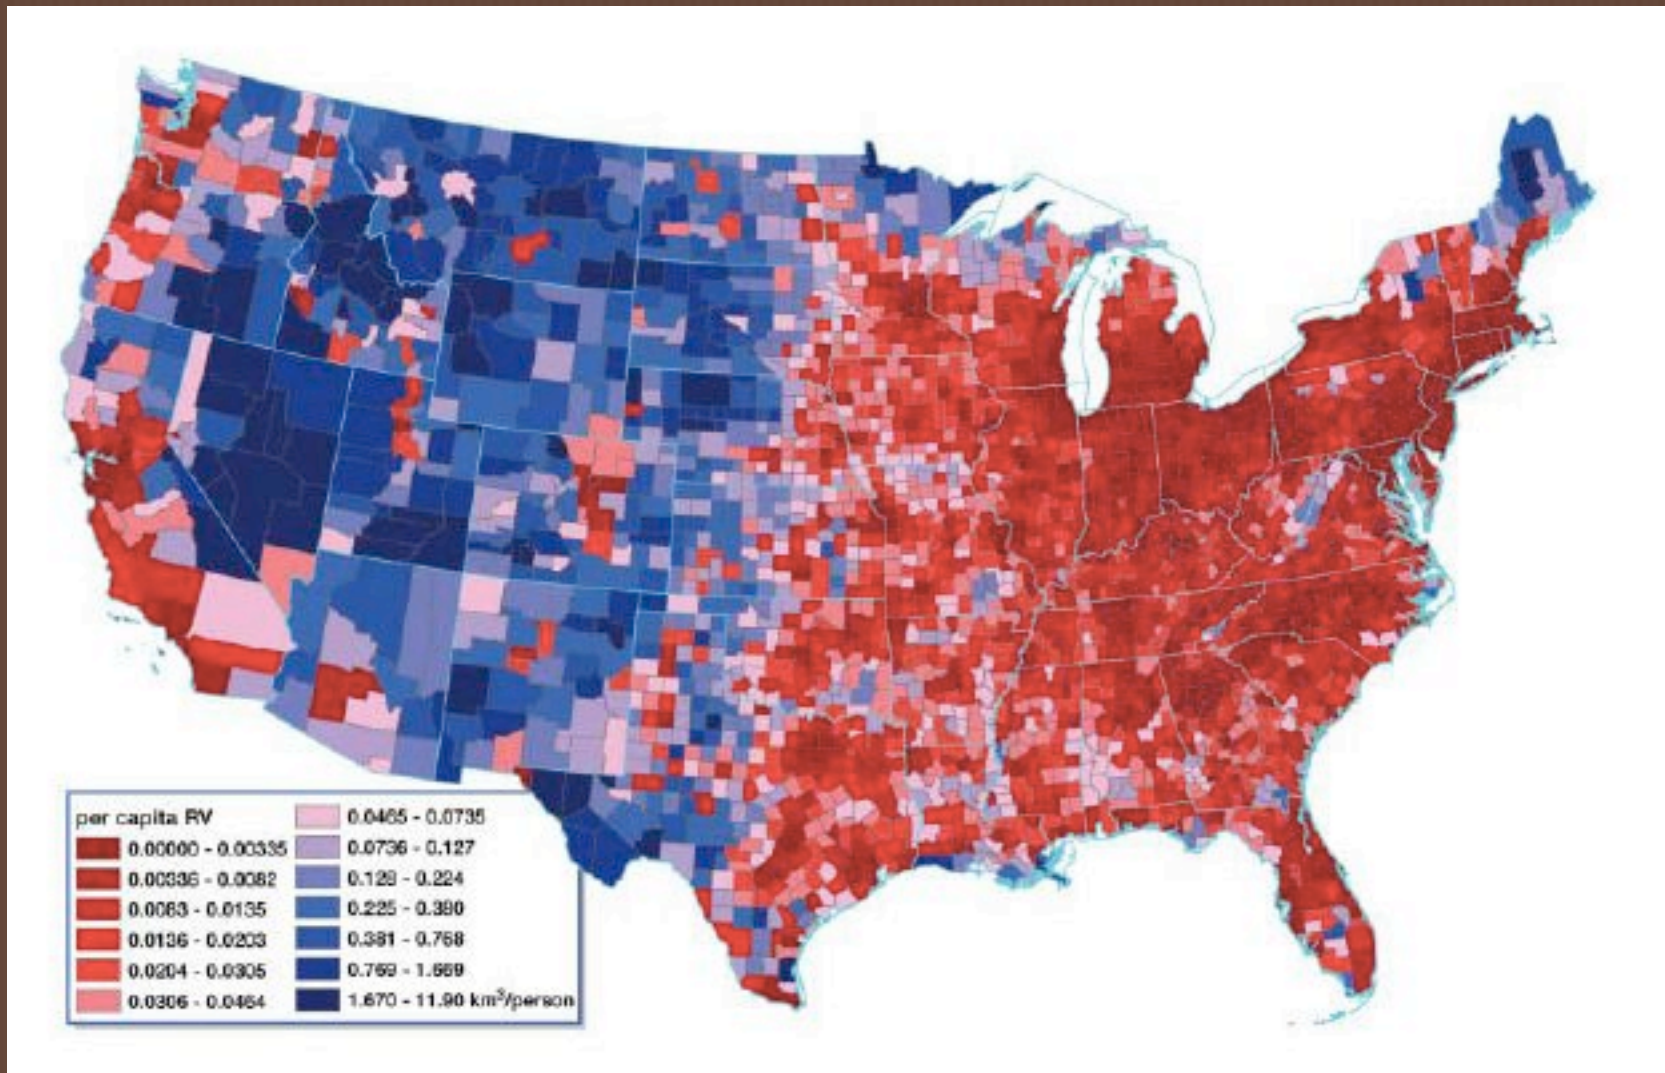 per capita RV
0.00000 - 0.00335
0.00336 - 0.0082
0.0083 - 0.0135
0.0136 - 0.0203
0.0204 - 0.0305
0.0306 - 0.0464
0.0465 - 0.0735
0.0736 - 0.127
0.128 - 0.224
0.225 - 0.380
0.381 - 0.768
0.769 - 1.669
1.670 - 11.90 km³/person